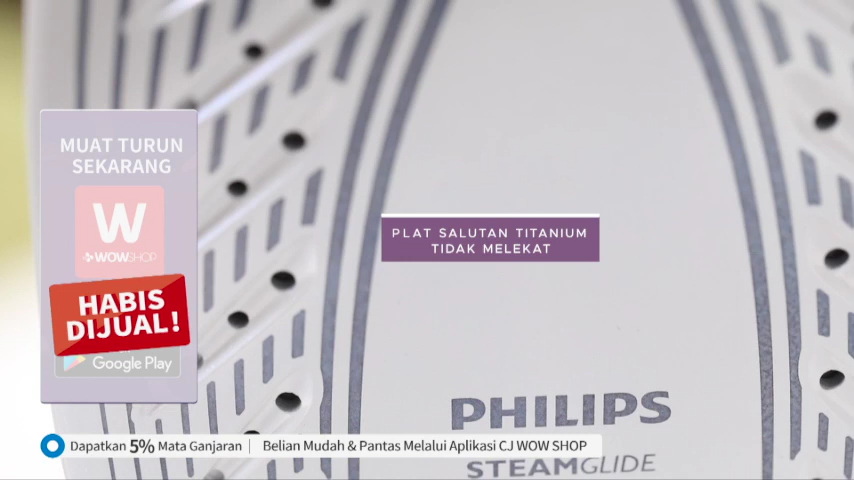 MUAT TURUN
SEKARANG
W
WOWSHOP
HABIS
DIJUAL!
Google Play
PLAT SALUTAN TITANIUM
TIDAK MELEKAT
PHILIPS
STEAMGLIDE
Dapatkan 5% Mata Ganjaran | Belian Mudah & Pantas Melalui Aplikasi CJ WOW SHOP